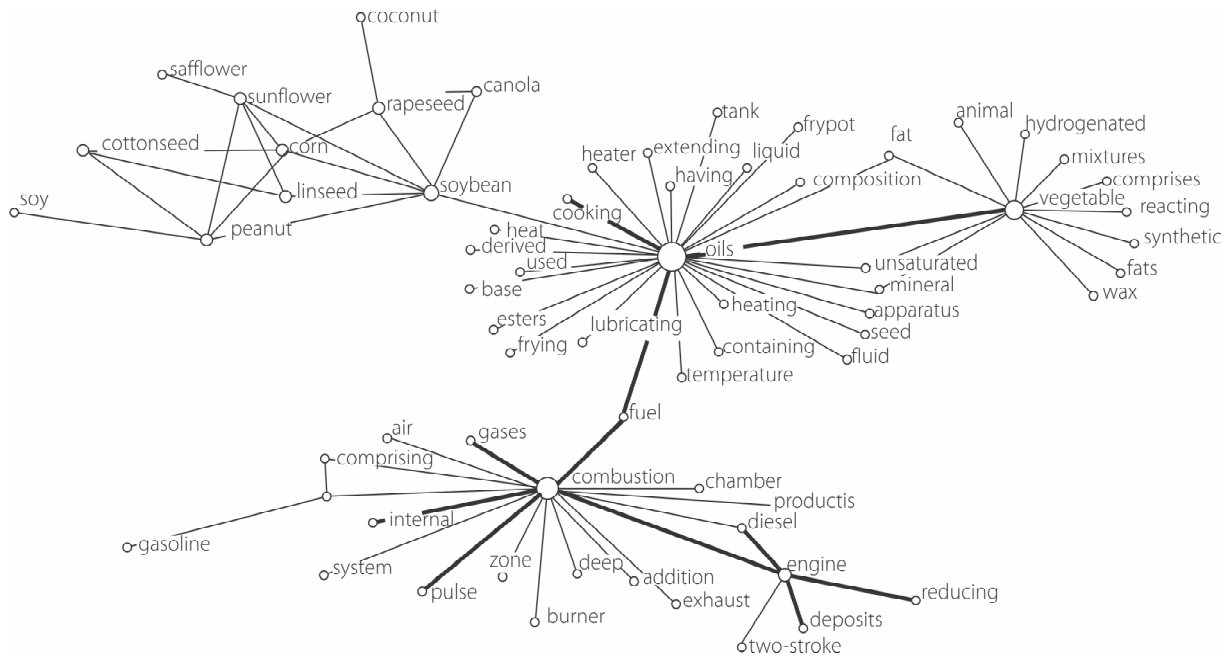 coconut
safflower
sunflower
rapeseed
canola
cottonseed
corn
linseed
soybean
soy
peanut
tank
frypot
extending
heater
liquid
having
composition
cooking
heat
derived
used
base
oils
esters
frying
lubricating
heating
containing
temperature
fat
animal
hydrogenated
mixtures
comprises
vegetable
reacting
synthetic
fats
wax
unsaturated
mineral
apparatus
seed
fluid
fuel
air
gases
comprising
combustion
chamber
productis
internal
diesel
gasoline
system
pulse
zone
deep
addition
burner
exhaust
engine
reducing
deposits
two-stroke